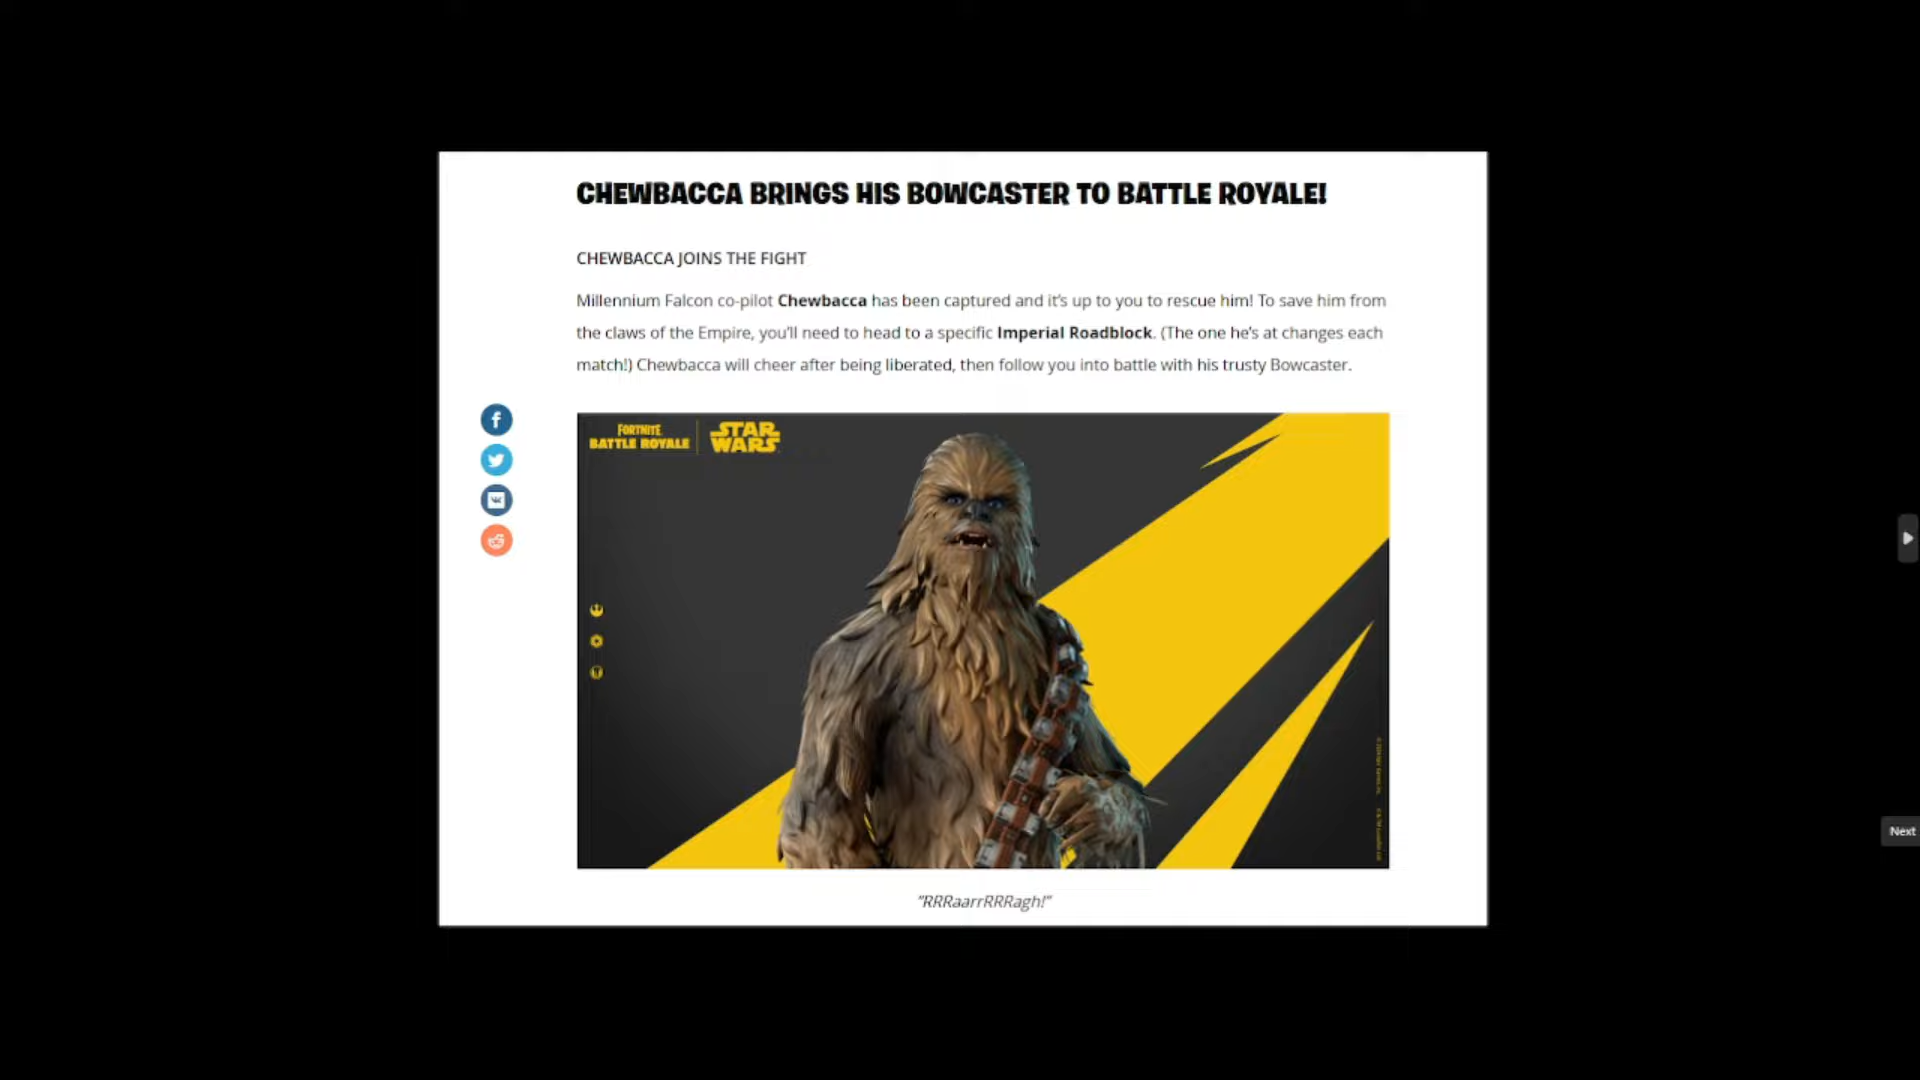 CHEWBACCA BRINGS HIS BOWCASTER TO BATTLE ROYALE!
CHEWBACCA JOINS THE FIGHT
Millennium Falcon co-pilot Chewbacca has been captured and it's up to you to rescue him! To save him from
the claws of the Empire, you'll need to head to a specific Imperial Roadblock. (The one he's at changes each
match!) Chewbacca will cheer after being liberated, then follow you into battle with his trusty Bowcaster.
FORTNITE
BATTLE ROYALE
STAR
WARS
"RRRaarrRRRagh!"
Next